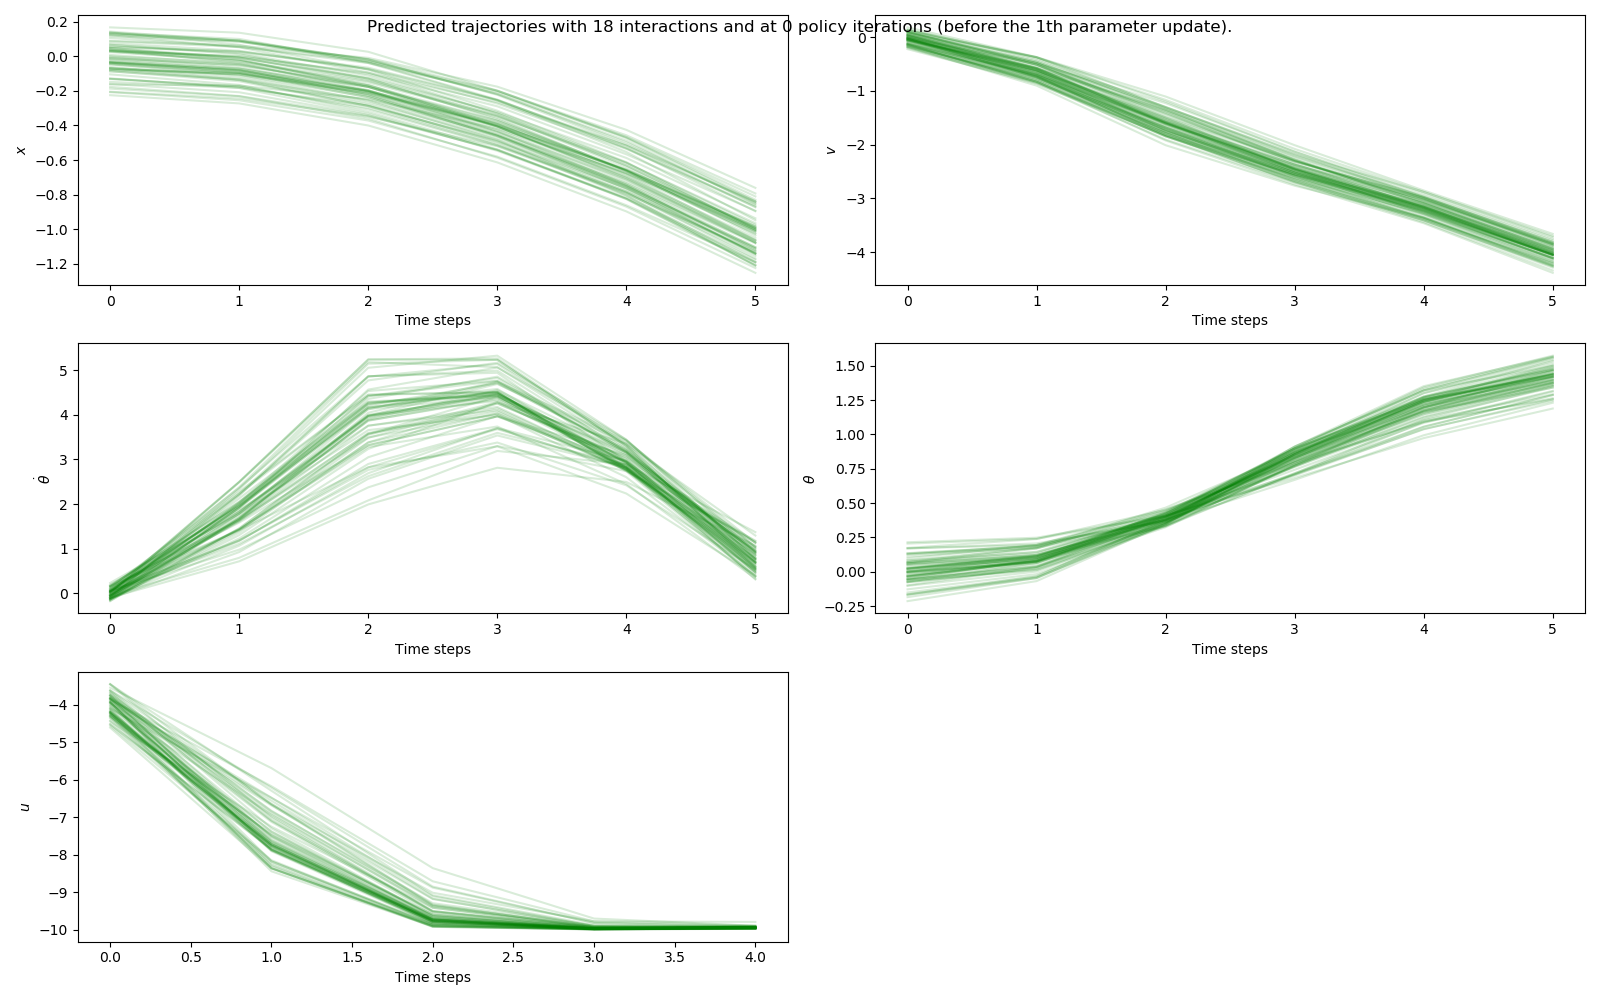 Predicted trajectories with 18 interactions and at 0 policy iterations (before the 1th parameter update).
0.2
0.0
−0.2
−0.4
−0.6
−0.8
−1.0
−1.2
x
0 1 2 3 4 5
Time steps
0
−1
−2
−3
−4
v
0 1 2 3 4 5
Time steps
5
4
3
2
1
0
θ̇
0 1 2 3 4 5
Time steps
1.50
1.25
1.00
0.75
0.50
0.25
0.00
−0.25
θ
0 1 2 3 4 5
Time steps
−4
−5
−6
−7
−8
−9
−10
u
0.0 0.5 1.0 1.5 2.0 2.5 3.0 3.5 4.0
Time steps